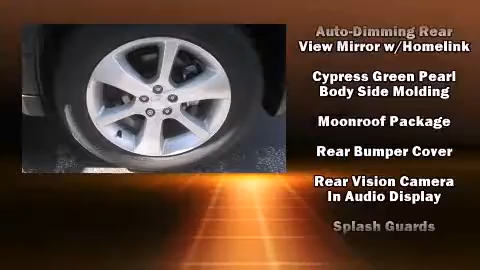 Auto-Dimming Rear
View Mirror w/Homelink
Cypress Green Pearl
Body Side Molding
Moonroof Package
Rear Bumper Cover
Rear Vision Camera
In Audio Display
Splash Guards